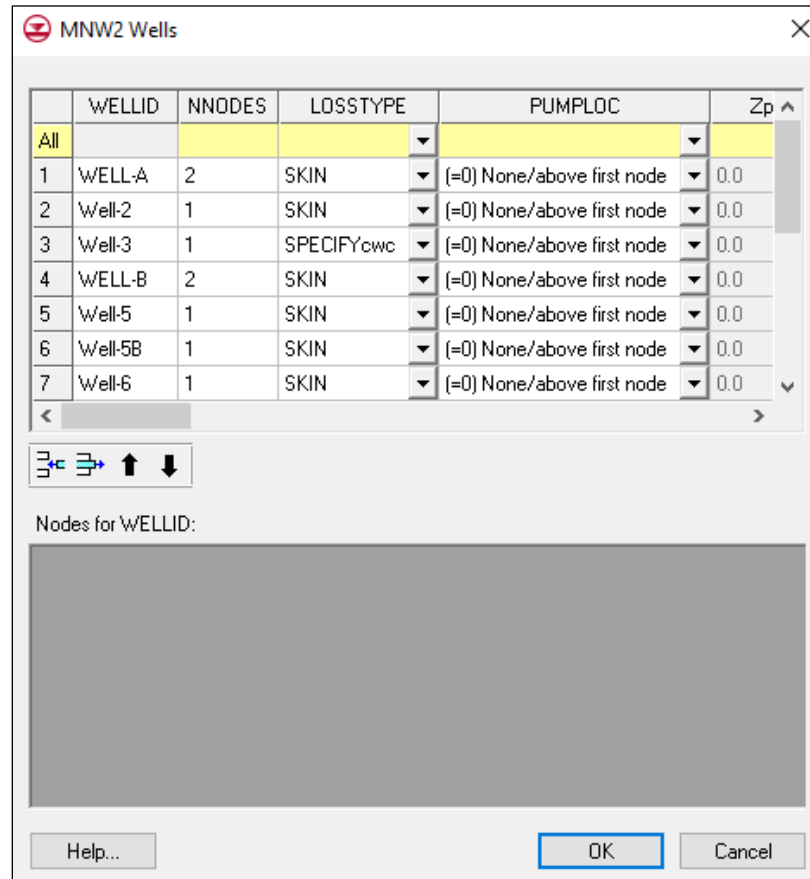 MNW2 Wells
WELLID NNODES LOSSTYPE PUMPLOC Zp
All
1 WELL-A 2 SKIN (=0) None/above first node 0.0
2 Well-2 1 SKIN (=0) None/above first node 0.0
3 Well-3 1 SPECIFYcwc (=0) None/above first node 0.0
4 WELL-B 2 SKIN (=0) None/above first node 0.0
5 Well-5 1 SKIN (=0) None/above first node 0.0
6 Well-5B 1 SKIN (=0) None/above first node 0.0
7 Well-6 1 SKIN (=0) None/above first node 0.0
Nodes for WELLID:
Help... OK Cancel